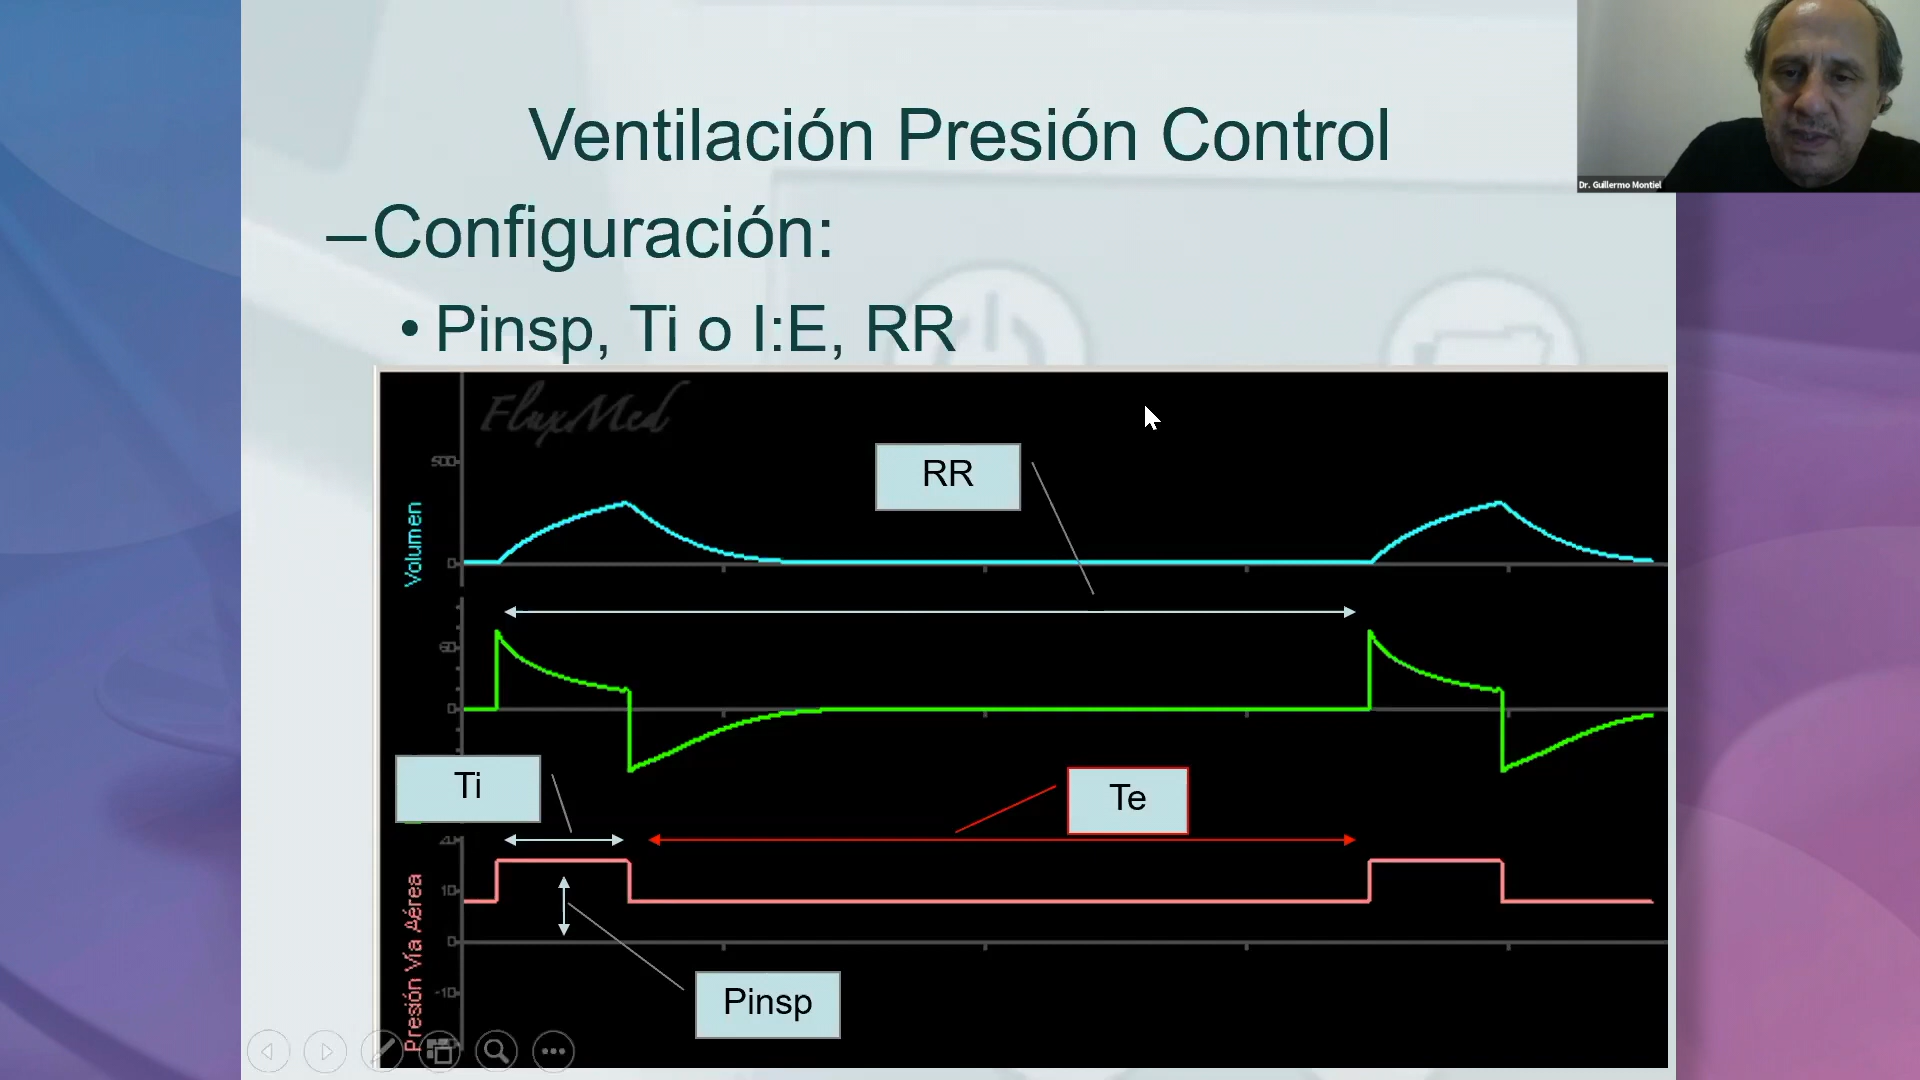 Ventilación Presión Control
Dr. Guillermo Montiel
–Configuración:
• Pinsp, Ti o I:E, RR
FluxMed
RR
500
Volumen
0
60
0
Ti
Te
20
10
Presión Vía Aérea
0
-10
Pinsp